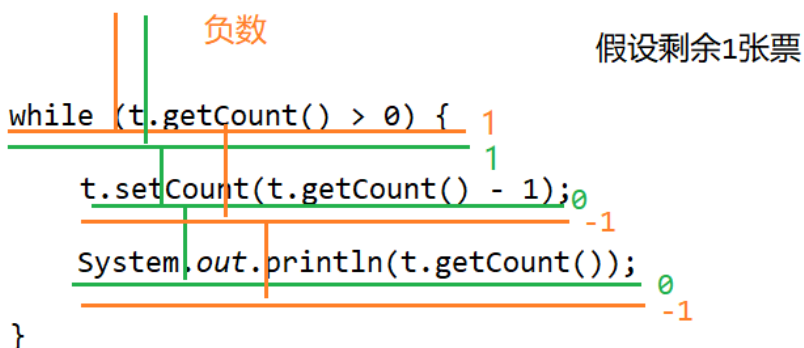 负数
假设剩余1张票
while (t.getCount() > 0) {
1
1
t.setCount(t.getCount() - 1);
0
-1
System.out.println(t.getCount());
0
-1
}